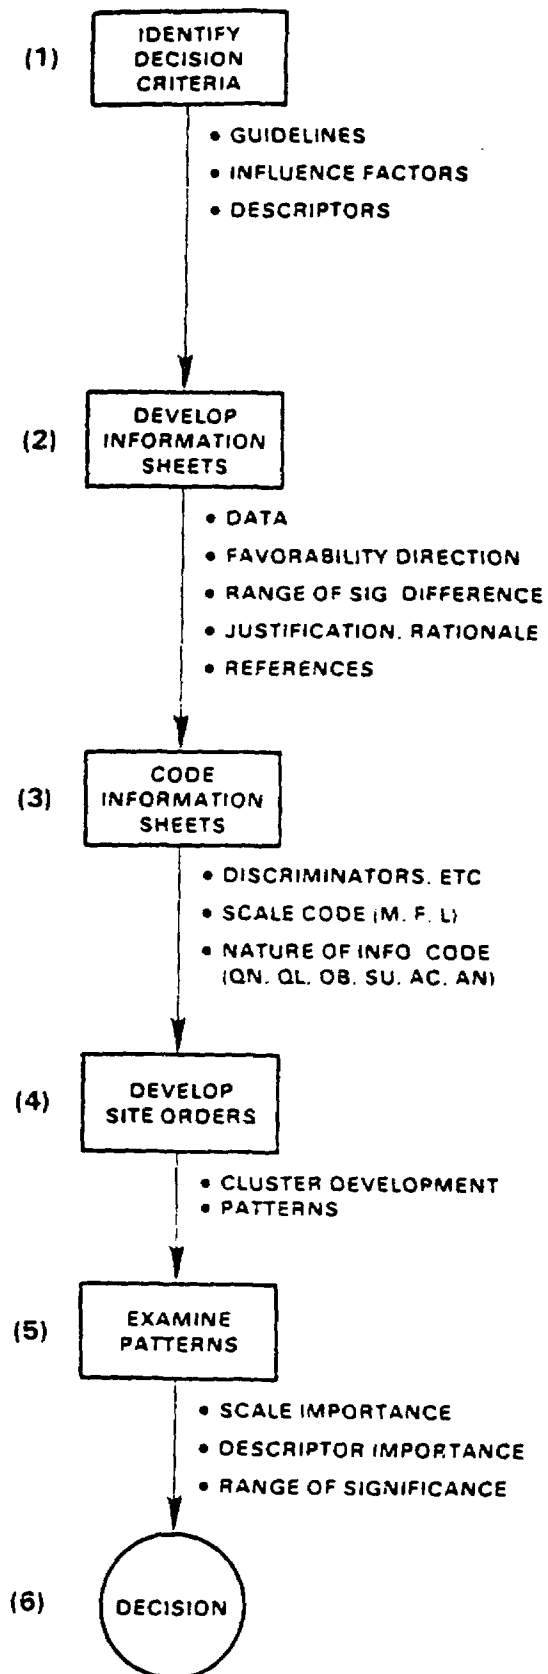 (1)
IDENTIFY
DECISION
CRITERIA
• GUIDELINES
• INFLUENCE FACTORS
• DESCRIPTORS
(2)
DEVELOP
INFORMATION
SHEETS
• DATA
• FAVORABILITY DIRECTION
• RANGE OF SIG DIFFERENCE
• JUSTIFICATION. RATIONALE
• REFERENCES
(3)
CODE
INFORMATION
SHEETS
• DISCRIMINATORS. ETC
• SCALE CODE (M. F. L)
• NATURE OF INFO CODE
(QN. QL. OB. SU. AC. AN)
(4)
DEVELOP
SITE ORDERS
• CLUSTER DEVELOPMENT
• PATTERNS
(5)
EXAMINE
PATTERNS
• SCALE IMPORTANCE
• DESCRIPTOR IMPORTANCE
• RANGE OF SIGNIFICANCE
(6)
DECISION